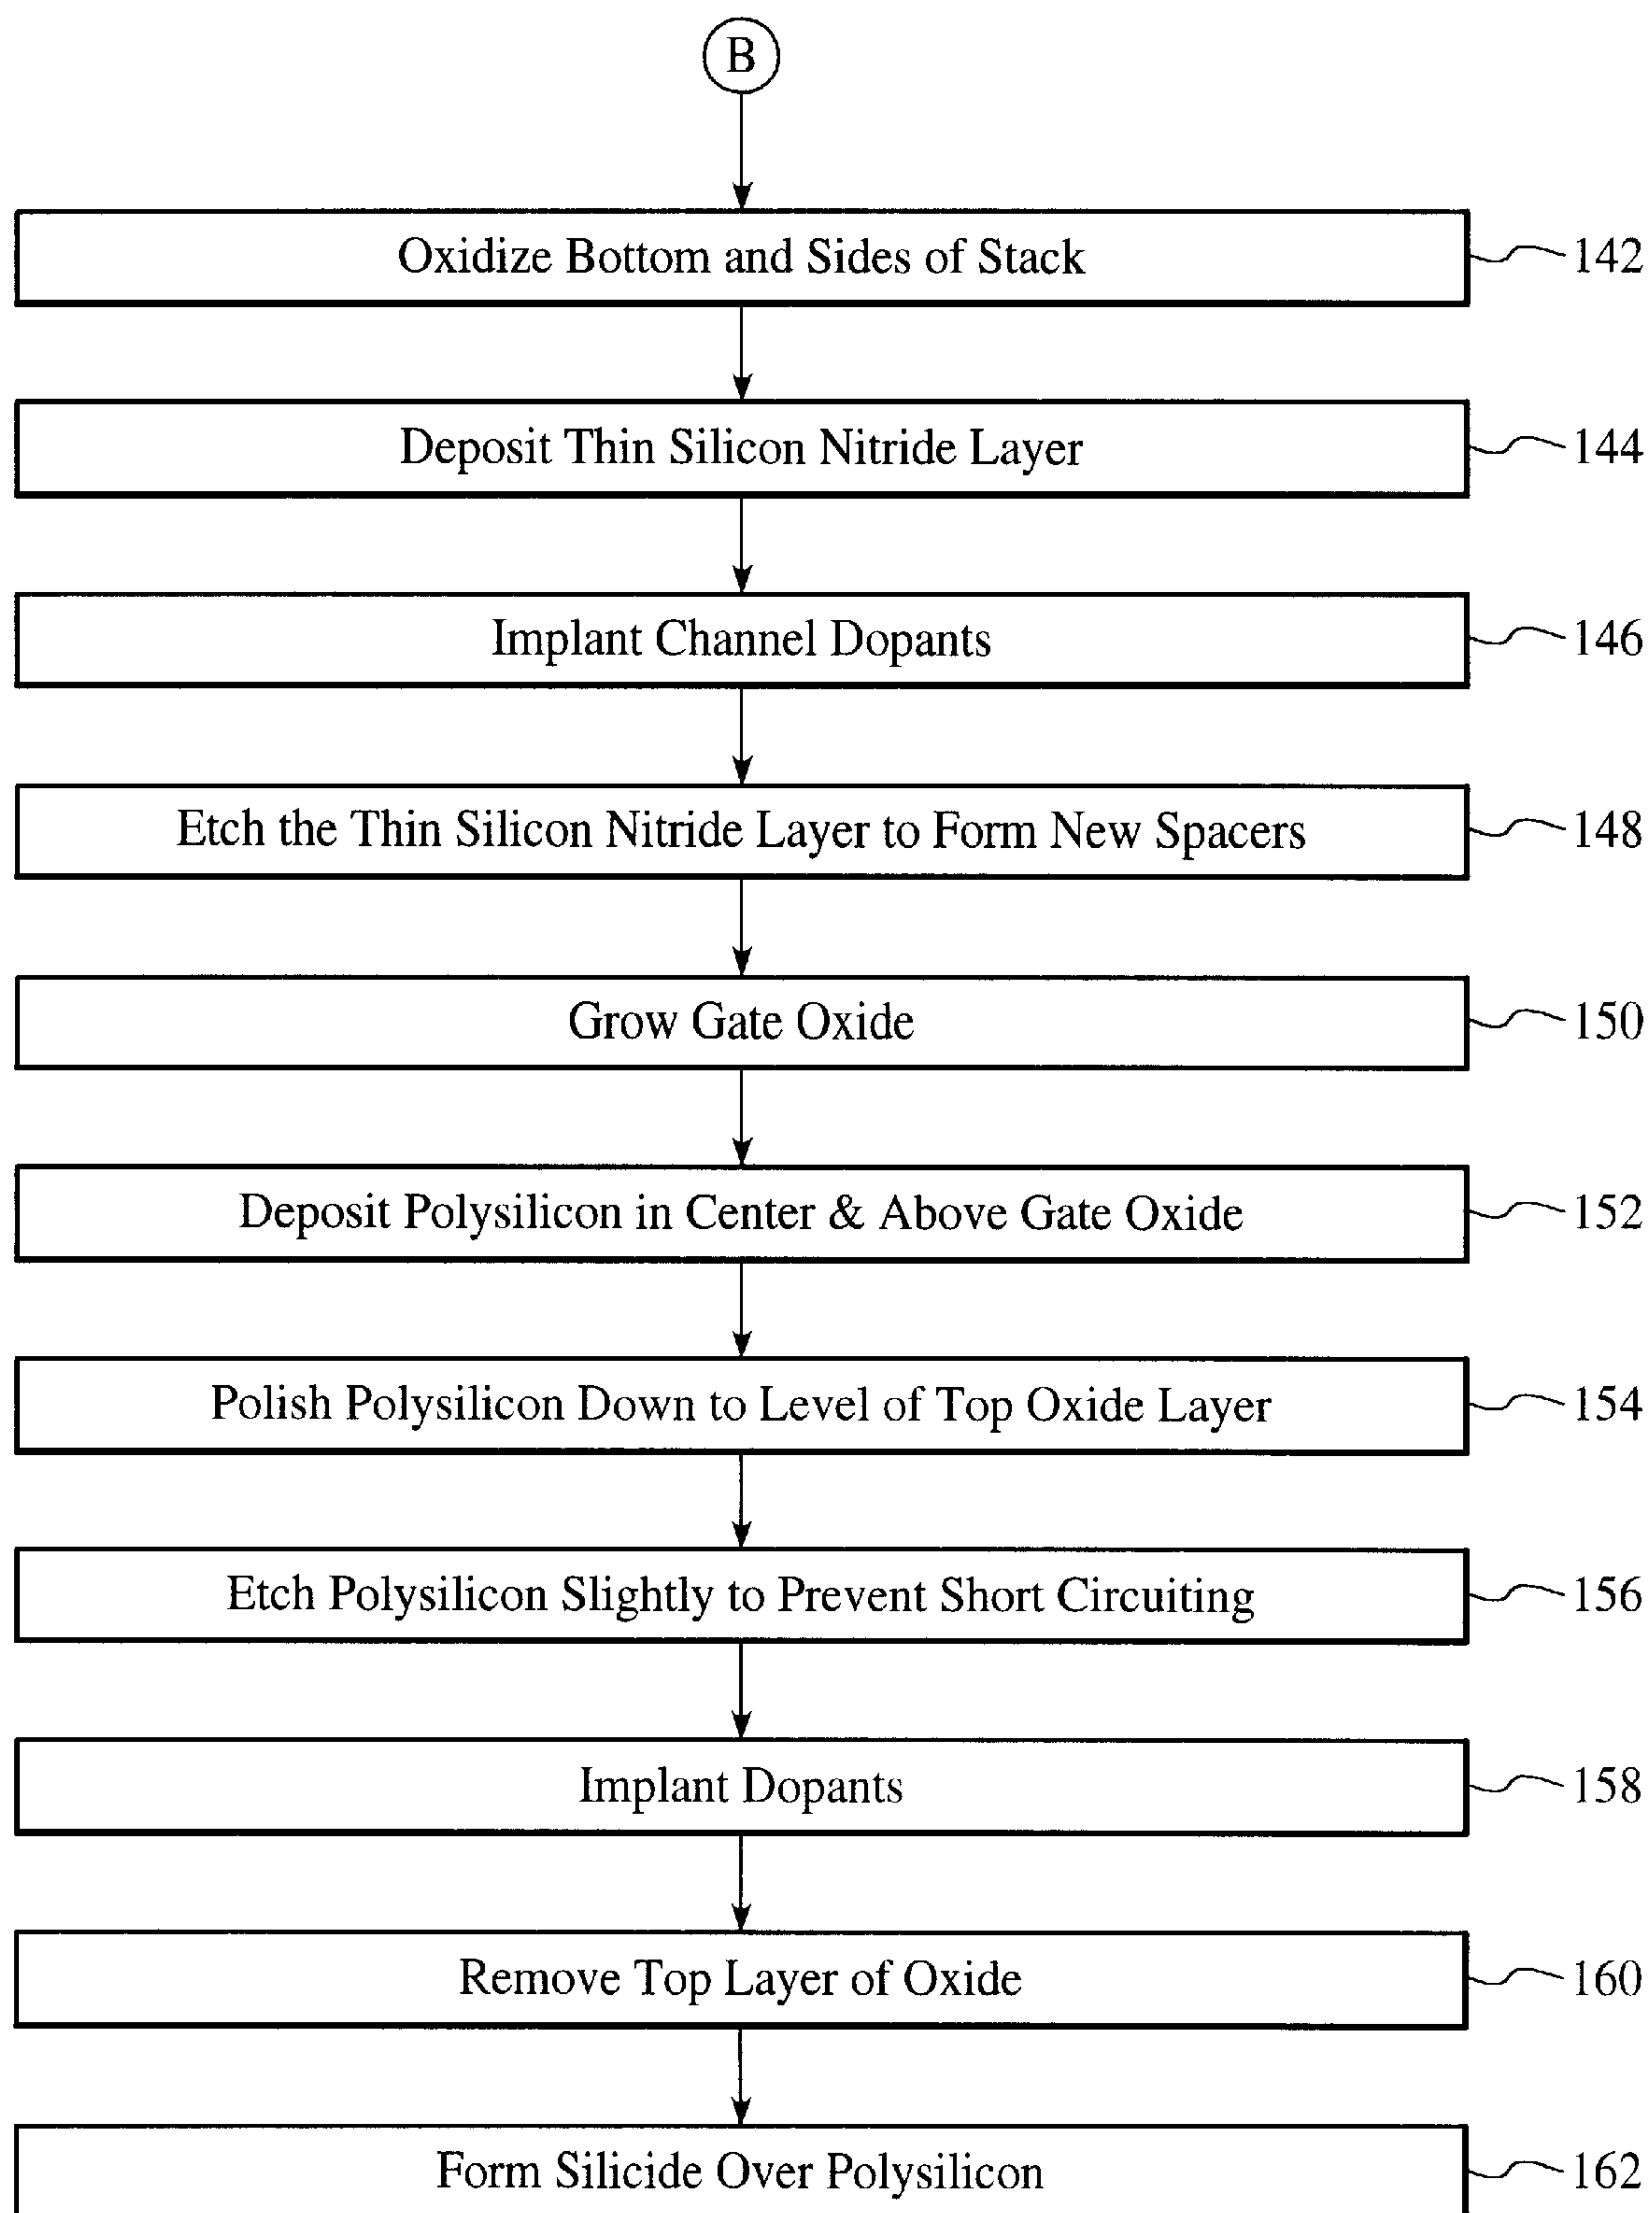 B
Oxidize Bottom and Sides of Stack 142
Deposit Thin Silicon Nitride Layer 144
Implant Channel Dopants 146
Etch the Thin Silicon Nitride Layer to Form New Spacers 148
Grow Gate Oxide 150
Deposit Polysilicon in Center & Above Gate Oxide 152
Polish Polysilicon Down to Level of Top Oxide Layer 154
Etch Polysilicon Slightly to Prevent Short Circuiting 156
Implant Dopants 158
Remove Top Layer of Oxide 160
Form Silicide Over Polysilicon 162